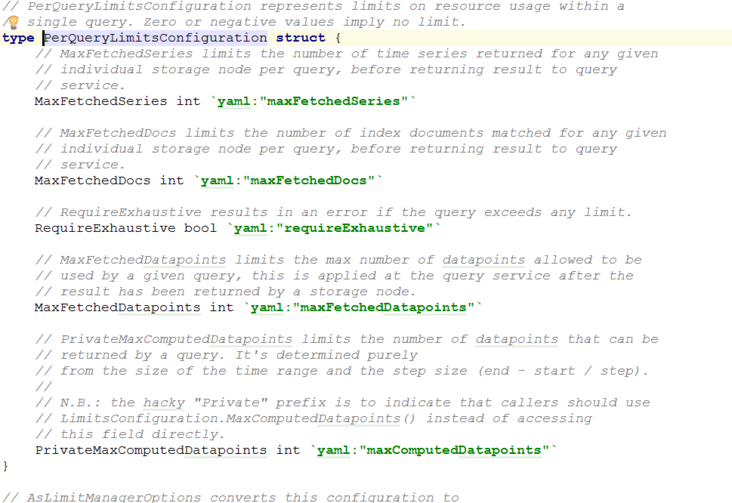 // PerQueryLimitsConfiguration represents limits on resource usage within a
// single query. Zero or negative values imply no limit.
type PerQueryLimitsConfiguration struct {
    // MaxFetchedSeries limits the number of time series returned for any given
    // individual storage node per query, before returning result to query
    // service.
    MaxFetchedSeries int `yaml:"maxFetchedSeries"`

    // MaxFetchedDocs limits the number of index documents matched for any given
    // individual storage node per query, before returning result to query
    // service.
    MaxFetchedDocs int `yaml:"maxFetchedDocs"`

    // RequireExhaustive results in an error if the query exceeds any limit.
    RequireExhaustive bool `yaml:"requireExhaustive"`

    // MaxFetchedDatapoints limits the max number of datapoints allowed to be
    // used by a given query, this is applied at the query service after the
    // result has been returned by a storage node.
    MaxFetchedDatapoints int `yaml:"maxFetchedDatapoints"`

    // PrivateMaxComputedDatapoints limits the number of datapoints that can be
    // returned by a query. It's determined purely
    // from the size of the time range and the step size (end - start / step).
    //
    // N.B.: the hacky "Private" prefix is to indicate that callers should use
    // LimitsConfiguration.MaxComputedDatapoints() instead of accessing
    // this field directly.
    PrivateMaxComputedDatapoints int `yaml:"maxComputedDatapoints"`
}

// AsLimitManagerOptions converts this configuration to